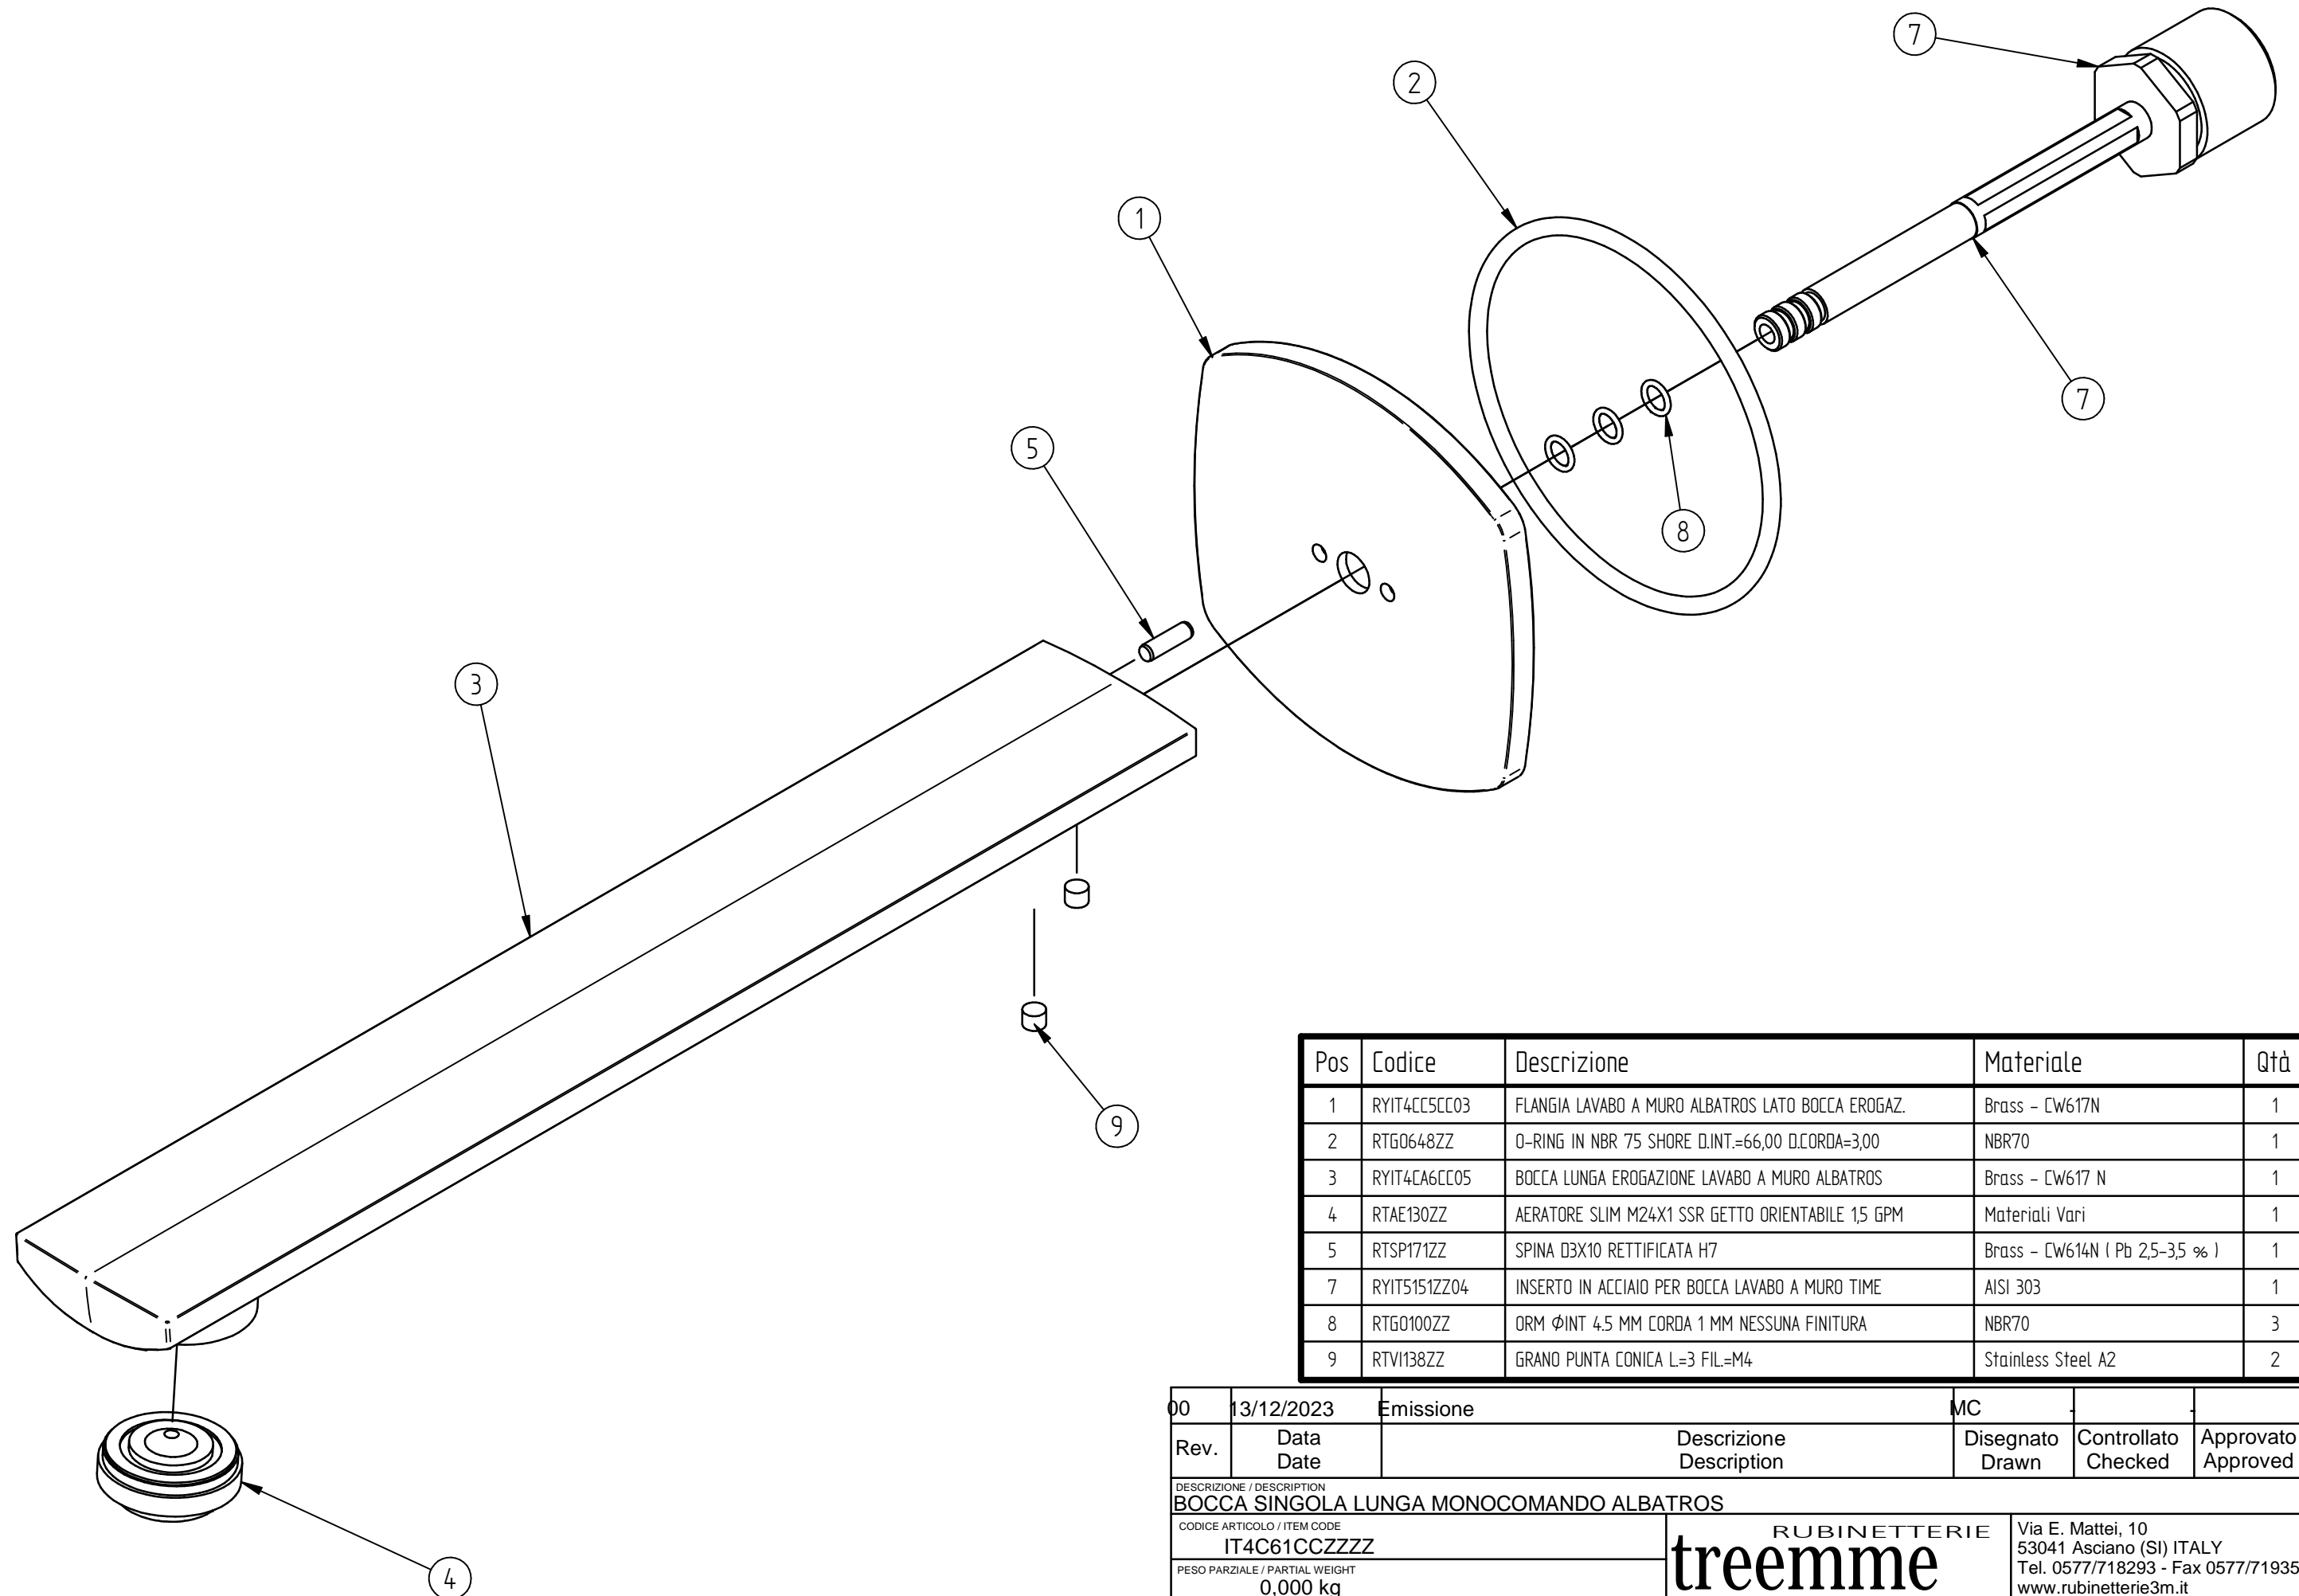 7
2
1
5
8
7
3
9
4
Pos Codice Descrizione Materiale Qtà
1 RYIT4CC5CC03 FLANGIA LAVABO A MURO ALBATROS LATO BOCCA EROGAZ. Brass - CW617N 1
2 RTGO648ZZ O-RING IN NBR 75 SHORE D.INT.=66,00 D.CORDA=3,00 NBR70 1
3 RYIT4CA6CC05 BOCCA LUNGA EROGAZIONE LAVABO A MURO ALBATROS Brass - CW617 N 1
4 RTAE130ZZ AERATORE SLIM M24X1 SSR GETTO ORIENTABILE 1,5 GPM Materiali Vari 1
5 RTSP171ZZ SPINA D3X10 RETTIFICATA H7 Brass - CW614N ( Pb 2,5-3,5 % ) 1
7 RYIT5151ZZ04 INSERTO IN ACCIAIO PER BOCCA LAVABO A MURO TIME AISI 303 1
8 RTGO100ZZ ORM ΦINT 4.5 MM CORDA 1 MM NESSUNA FINITURA NBR70 3
9 RTVI138ZZ GRANO PUNTA CONICA L=3 FIL.=M4 Stainless Steel A2 2
00 13/12/2023 Emissione MC - -
Rev. Data Descrizione Disegnato Controllato Approvato
Date Description Drawn Checked Approved
DESCRIZIONE / DESCRIPTION
BOCCA SINGOLA LUNGA MONOCOMANDO ALBATROS
CODICE ARTICOLO / ITEM CODE
IT4C61CCZZZZ
PESO PARZIALE / PARTIAL WEIGHT
0,000 kg
RUBINETTERIE
treemme
Via E. Mattei, 10
53041 Asciano (SI) ITALY
Tel. 0577/718293 - Fax 0577/71935
www.rubinetterie3m.it